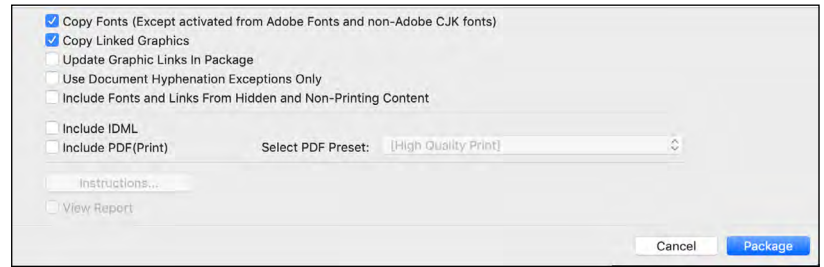 Copy Fonts (Except activated from Adobe Fonts and non-Adobe CJK fonts)
Copy Linked Graphics
Update Graphic Links In Package
Use Document Hyphenation Exceptions Only
Include Fonts and Links From Hidden and Non-Printing Content
Include IDML
Include PDF(Print) Select PDF Preset: [High Quality Print]
Instructions...
View Report
Cancel Package